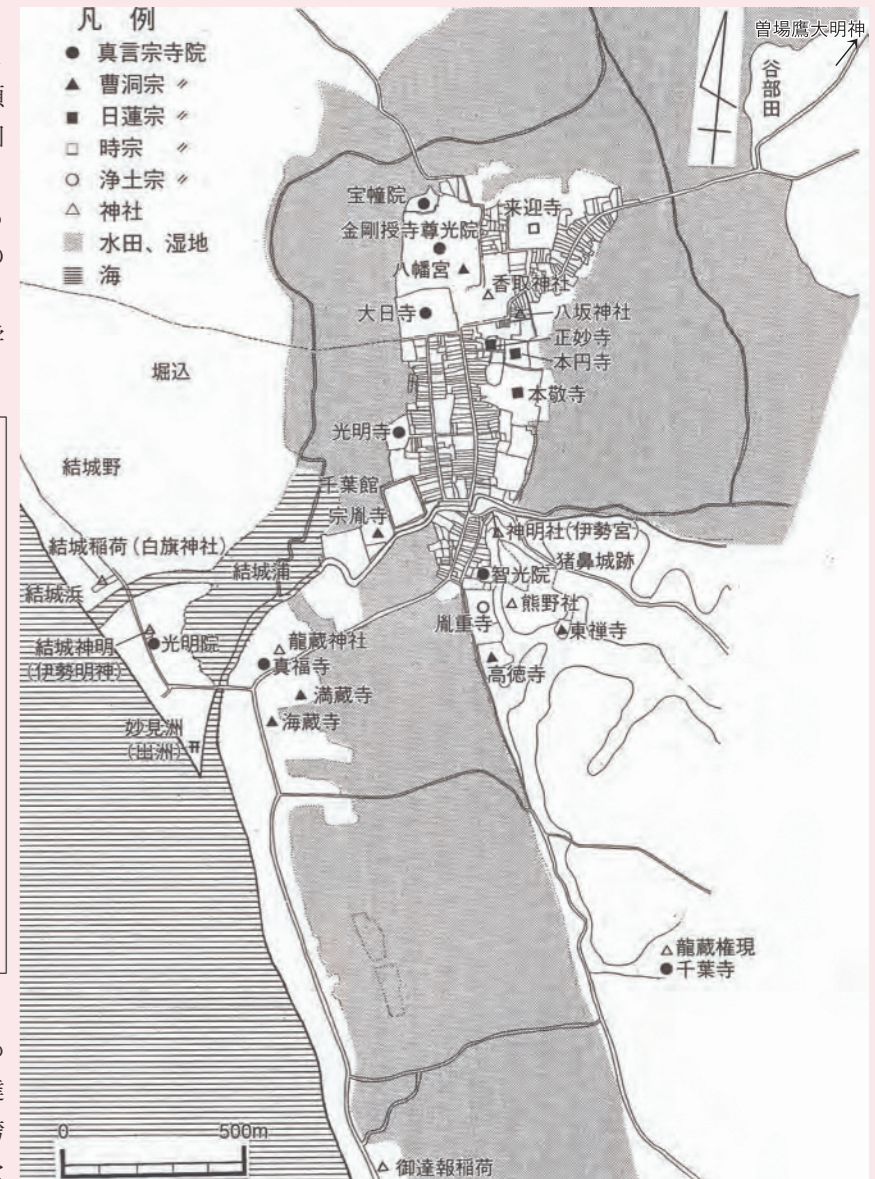 凡 例
● 真言宗寺院
▲ 曹洞宗 〃
■ 日蓮宗 〃
□ 時宗 〃
○ 浄土宗 〃
△ 神社
水田、湿地
海
曽場鷹大明神
谷部田
宝幢院
来迎寺
金剛授寺尊光院
八幡宮
香取神社
大日寺
八坂神社
正妙寺
本円寺
堀込
本敬寺
光明寺
結城野
千葉館
宗胤寺
神明社(伊勢宮)
結城稲荷(白旗神社)
猪鼻城跡
結城浦
智光院
結城浜
熊野社
胤重寺
東禅寺
結城神明
(伊勢明神)
光明院
龍蔵神社
真福寺
高徳寺
満蔵寺
海蔵寺
妙見洲
(出洲)
龍蔵権現
千葉寺
0 500m
御達報稲荷